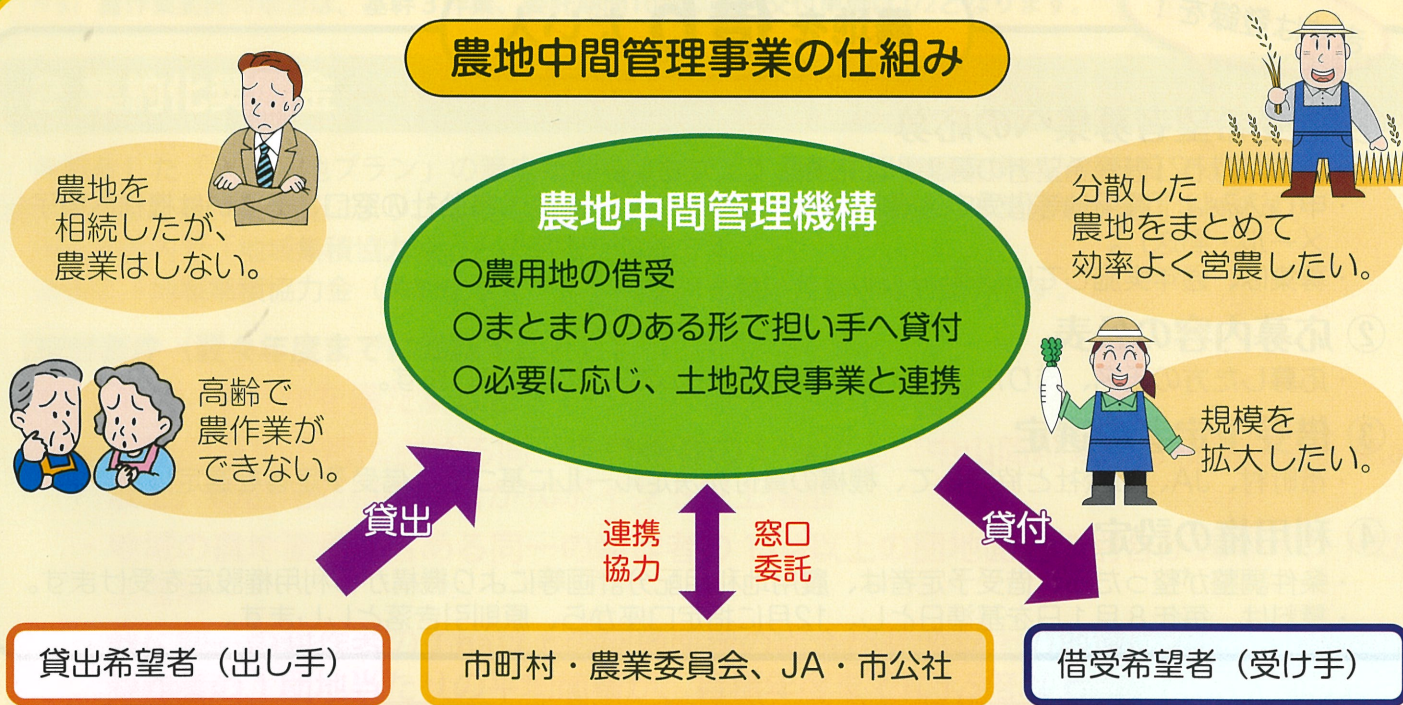 農地中間管理事業の仕組み
農地を
相続したが、
農業はしない。
高齢で
農作業が
できない。
農地中間管理機構
〇農用地の借受
〇まとまりのある形で担い手へ貸付
〇必要に応じ、土地改良事業と連携
分散した
農地をまとめて
効率よく営農したい。
規模を
拡大したい。
貸出
連携
協力
窓口
委託
貸付
貸出希望者（出し手）
市町村・農業委員会、JA・市公社
借受希望者（受け手）